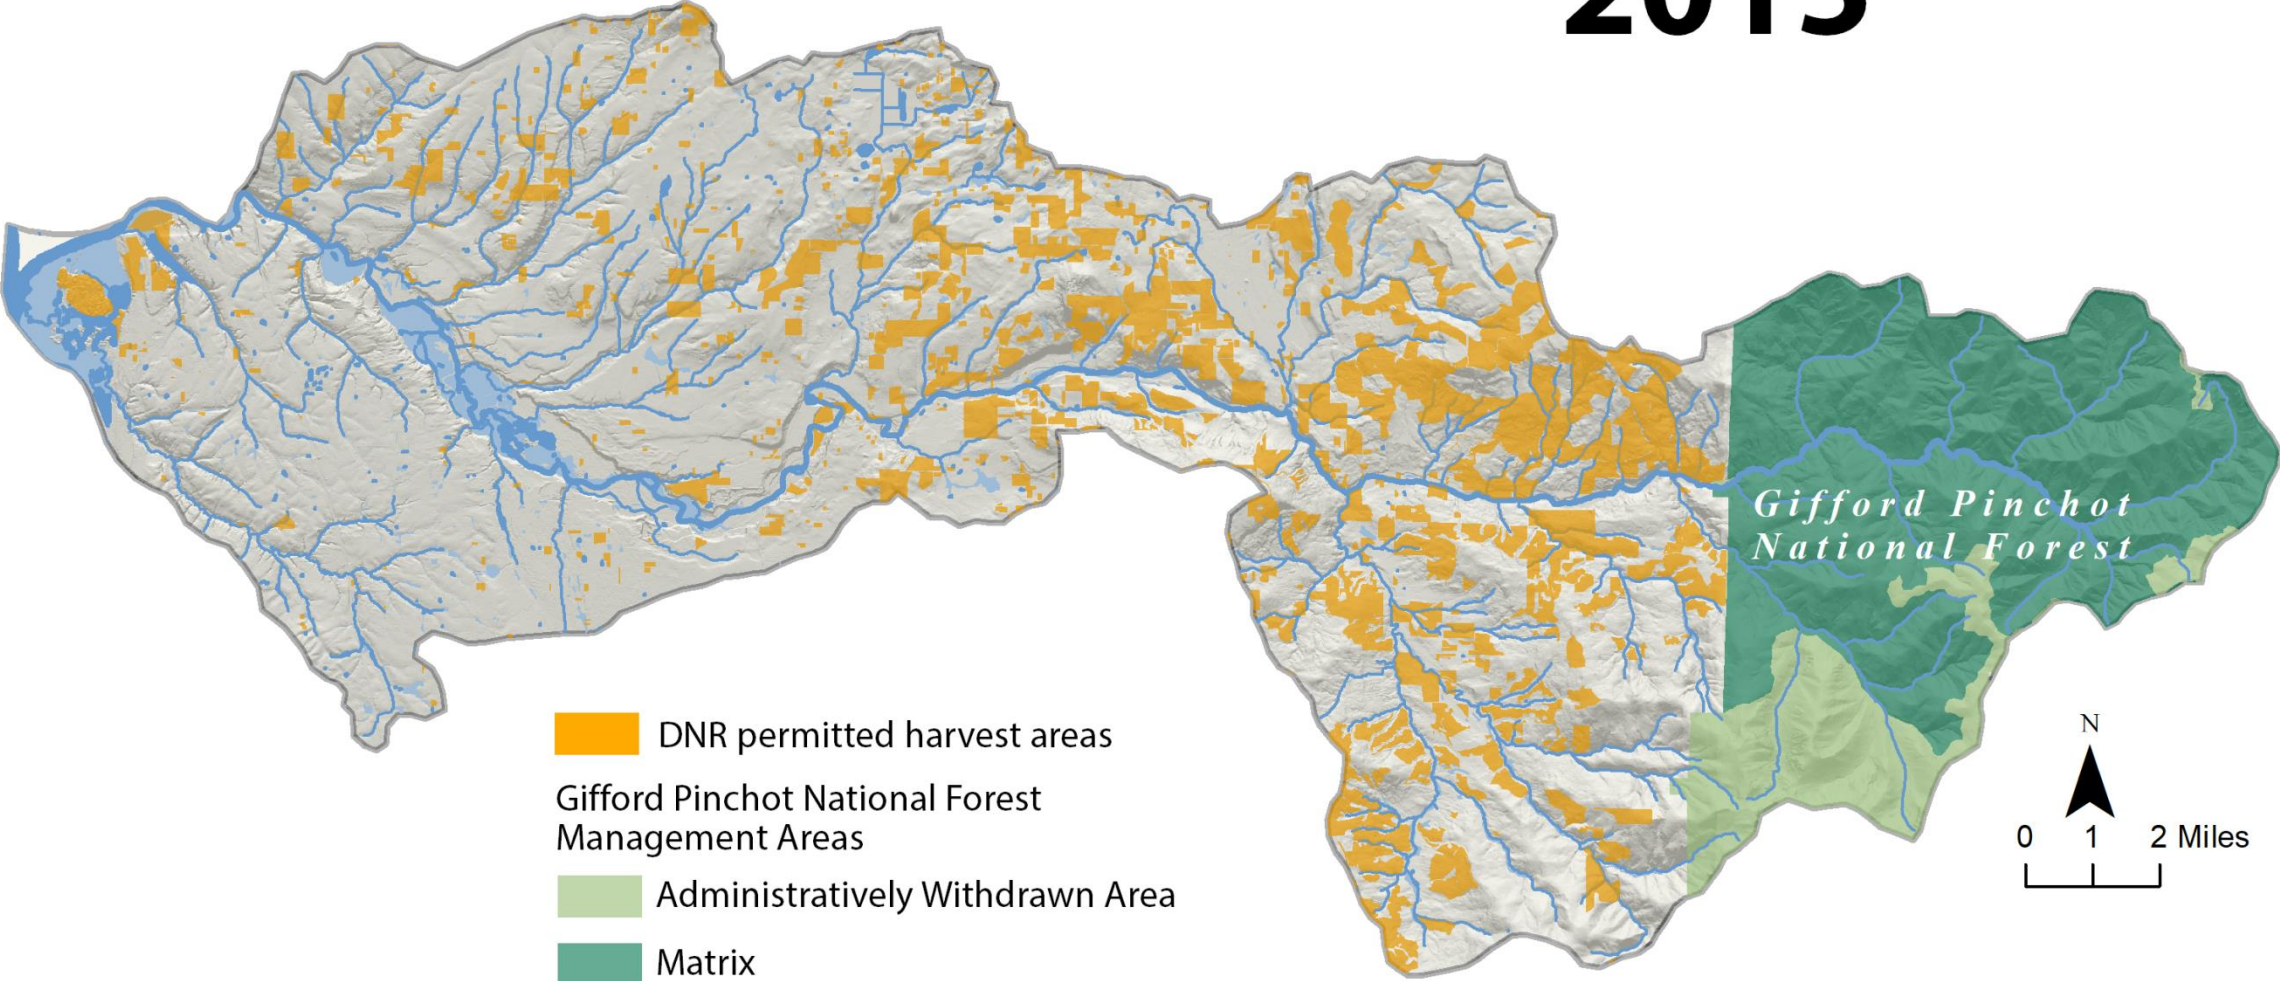 Gifford Pinchot
National Forest
N
0 1 2 Miles
DNR permitted harvest areas
Gifford Pinchot National Forest
Management Areas
Administratively Withdrawn Area
Matrix